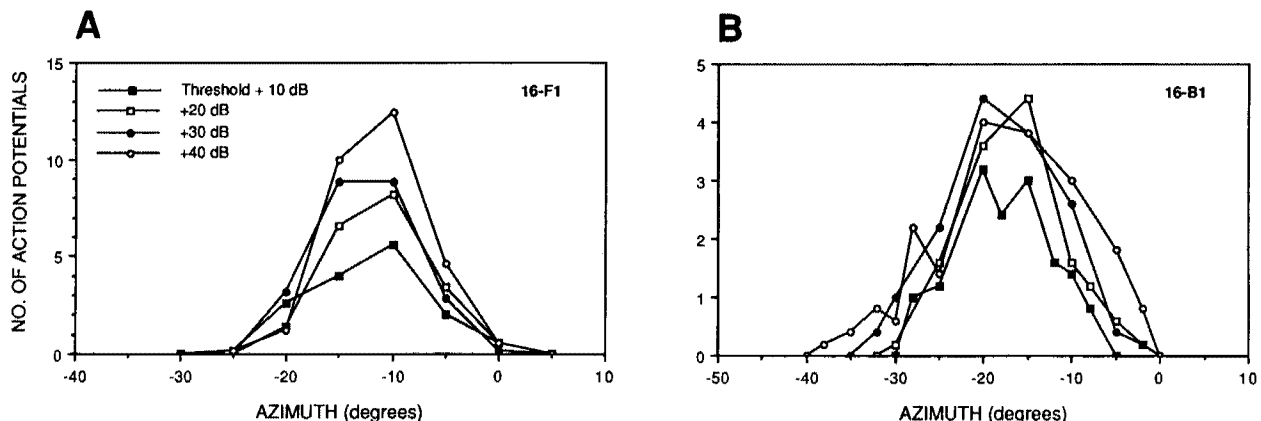 A
NO. OF ACTION POTENTIALS
15
10
5
0
Threshold + 10 dB
+20 dB
+30 dB
+40 dB
16-F1
-40 -30 -20 -10 0 10
AZIMUTH (degrees)
B
5
4
3
2
1
0
16-B1
-50 -40 -30 -20 -10 0 10
AZIMUTH (degrees)